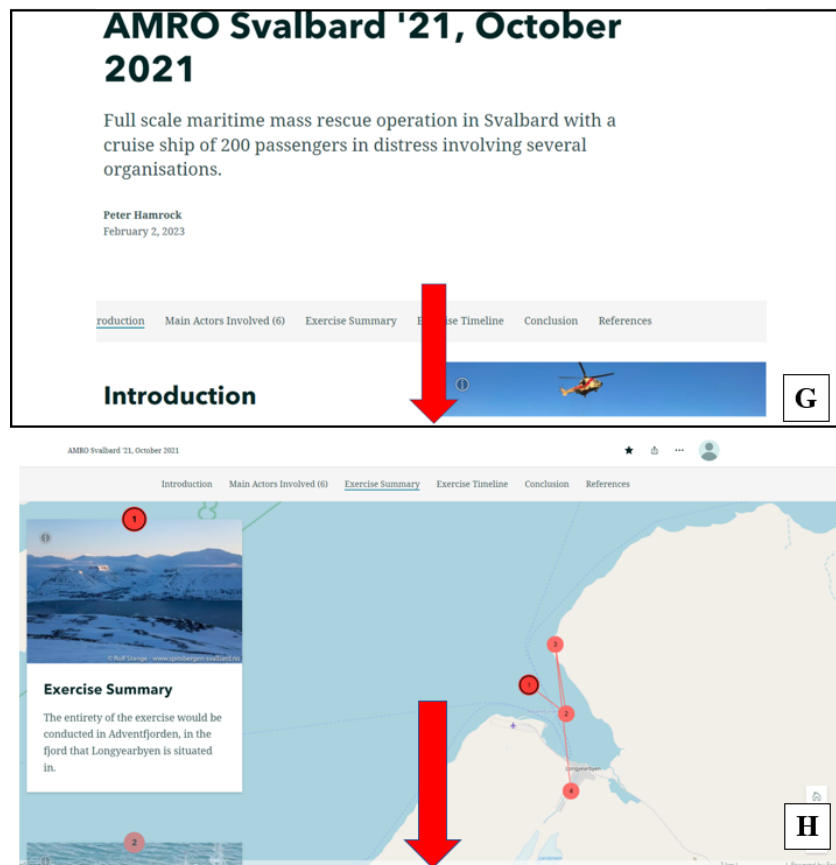 AMRO Svalbard '21, October
2021
Full scale maritime mass rescue operation in Svalbard with a
cruise ship of 200 passengers in distress involving several
organisations.
Peter Hamrock
February 2, 2023
roduction Main Actors Involved (6) Exercise Summary E ise Timeline Conclusion References
Introduction
G
AMRO Svalbard '21, October 2021
Introduction Main Actors Involved (6) Exercise Summary Exercise Timeline Conclusion References
1
© Rolf Stange - www.spitsbergen-svalbard.no
3
1
2
Exercise Summary
The entirety of the exercise would be
conducted in Adventfjorden, in the
fjord that Longyearbyen is situated
in.
Longyearbyen
4
H
2